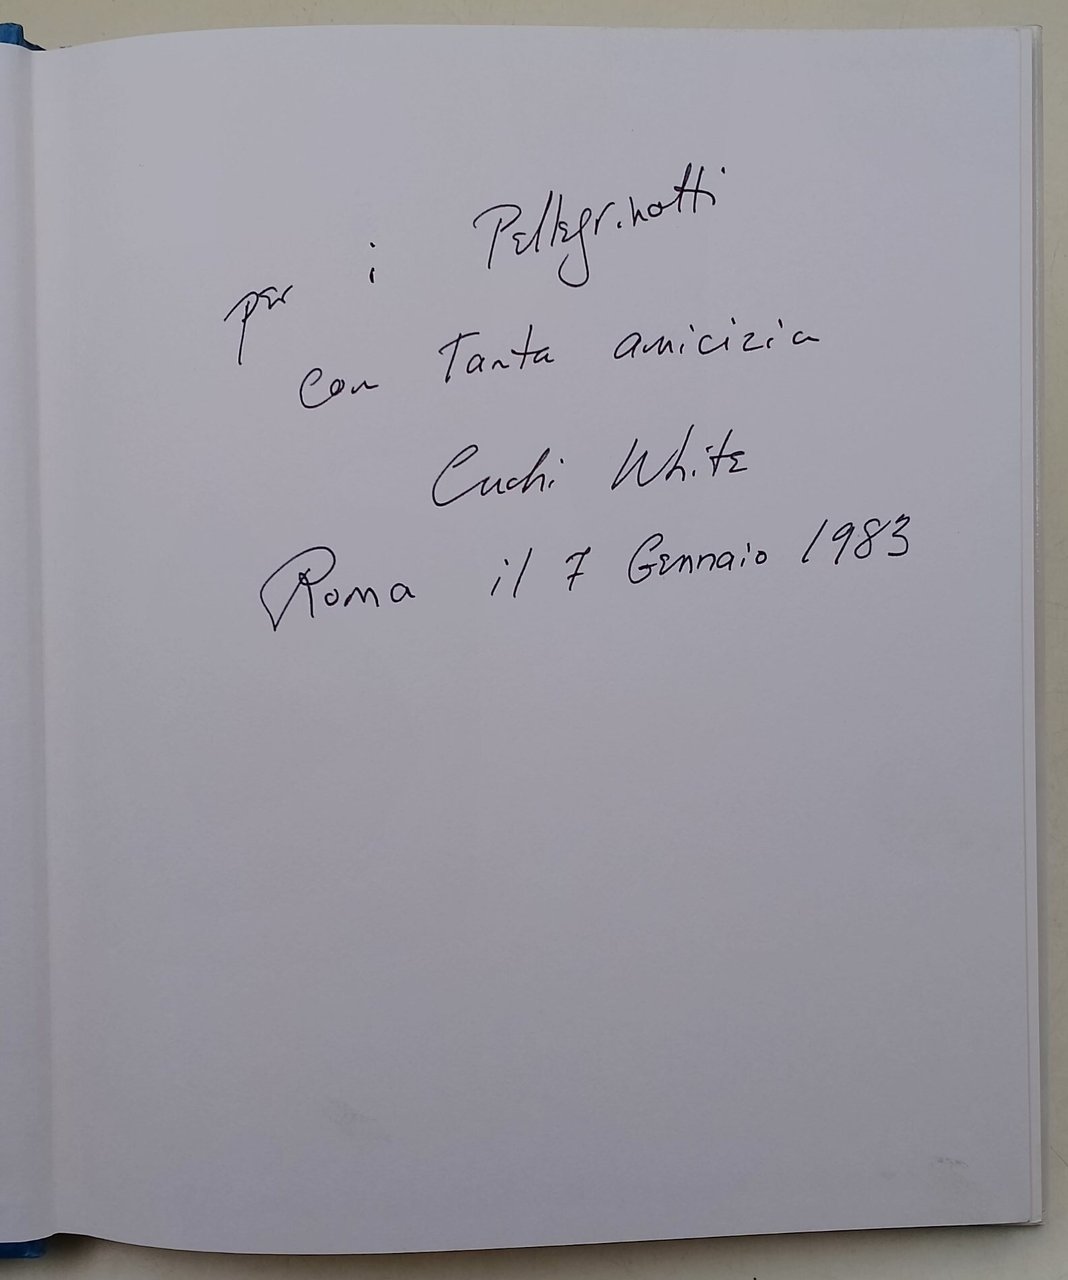 per i Pellegrinotti
con Tanta amicizia
Cuchi White
Roma il 7 Gennaio 1983